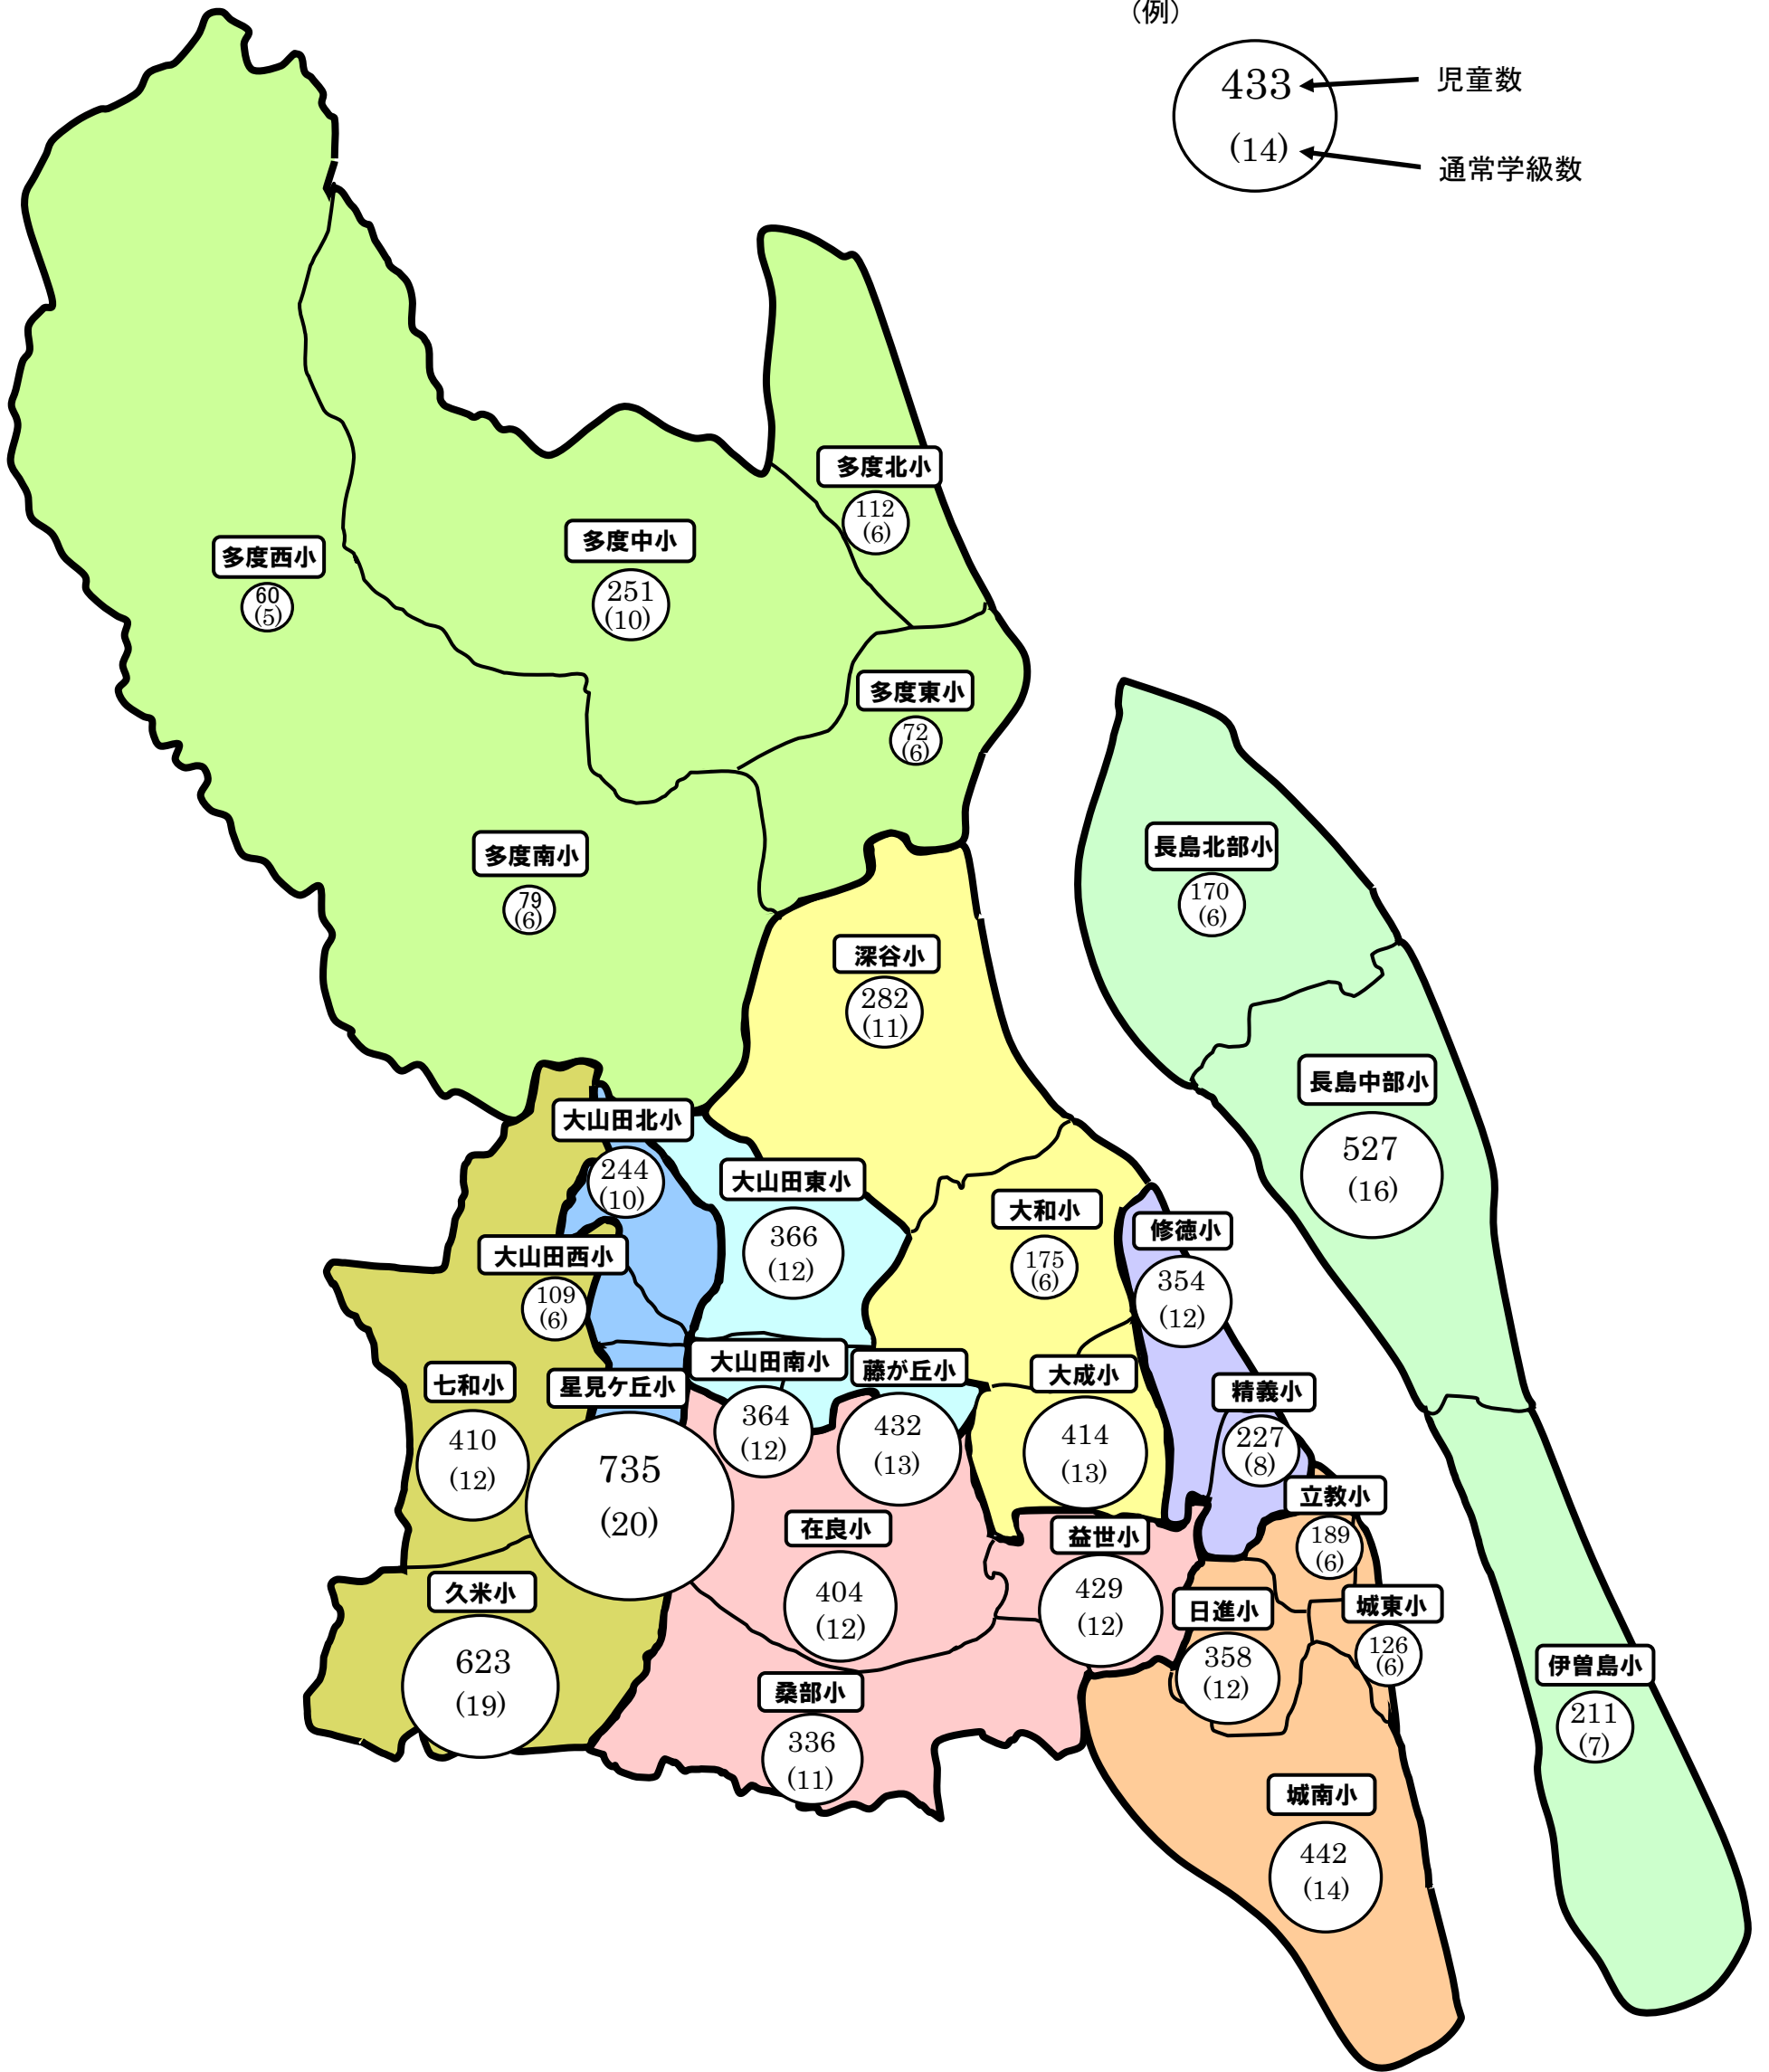 （例）
433
児童数
(14)
通常学級数
多度北小
112
(6)
多度中小
251
(10)
多度西小
60
(5)
多度東小
72
(6)
多度南小
79
(6)
長島北部小
170
(6)
深谷小
282
(11)
長島中部小
527
(16)
大山田北小
244
(10)
大山田東小
366
(12)
大和小
175
(6)
修徳小
354
(12)
大山田西小
109
(6)
大山田南小
364
(12)
藤が丘小
432
(13)
大成小
414
(13)
七和小
410
(12)
星見ケ丘小
735
(20)
精義小
227
(8)
立教小
189
(6)
在良小
404
(12)
益世小
429
(12)
久米小
623
(19)
日進小
358
(12)
城東小
126
(6)
伊曽島小
211
(7)
桑部小
336
(11)
城南小
442
(14)